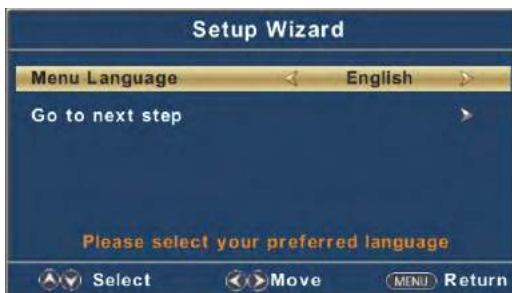 Setup Wizard
Menu Language English
Go to next step
Please select your preferred language
Select Move MENU Return